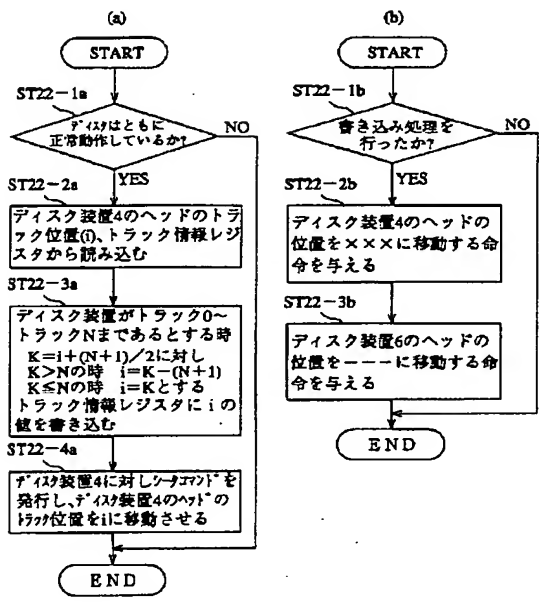 (a)
START
ST22-1a
ディスクはともに
正常動作しているか?
NO
YES
ST22-2a
ディスク装置4のヘッドのトラ
ック位置(i)、トラック情報レジ
スタから読み込む
ST22-3a
ディスク装置がトラック0〜
トラックNまであるとする時
K=i+(N+1)/2に対し
K>Nの時 i=K-(N+1)
K≦Nの時 i=Kとする
トラック情報レジスタにiの
値を書き込む
ST22-4a
ディスク装置4に対しシークコマンドを
発行し、ディスク装置4のヘッドの
トラック位置をiに移動させる
END
(b)
START
ST22-1b
書き込み処理を
行ったか?
NO
YES
ST22-2b
ディスク装置4のヘッドの
位置を×××に移動する命
令を与える
ST22-3b
ディスク装置6のヘッドの
位置を---に移動する命
令を与える
END